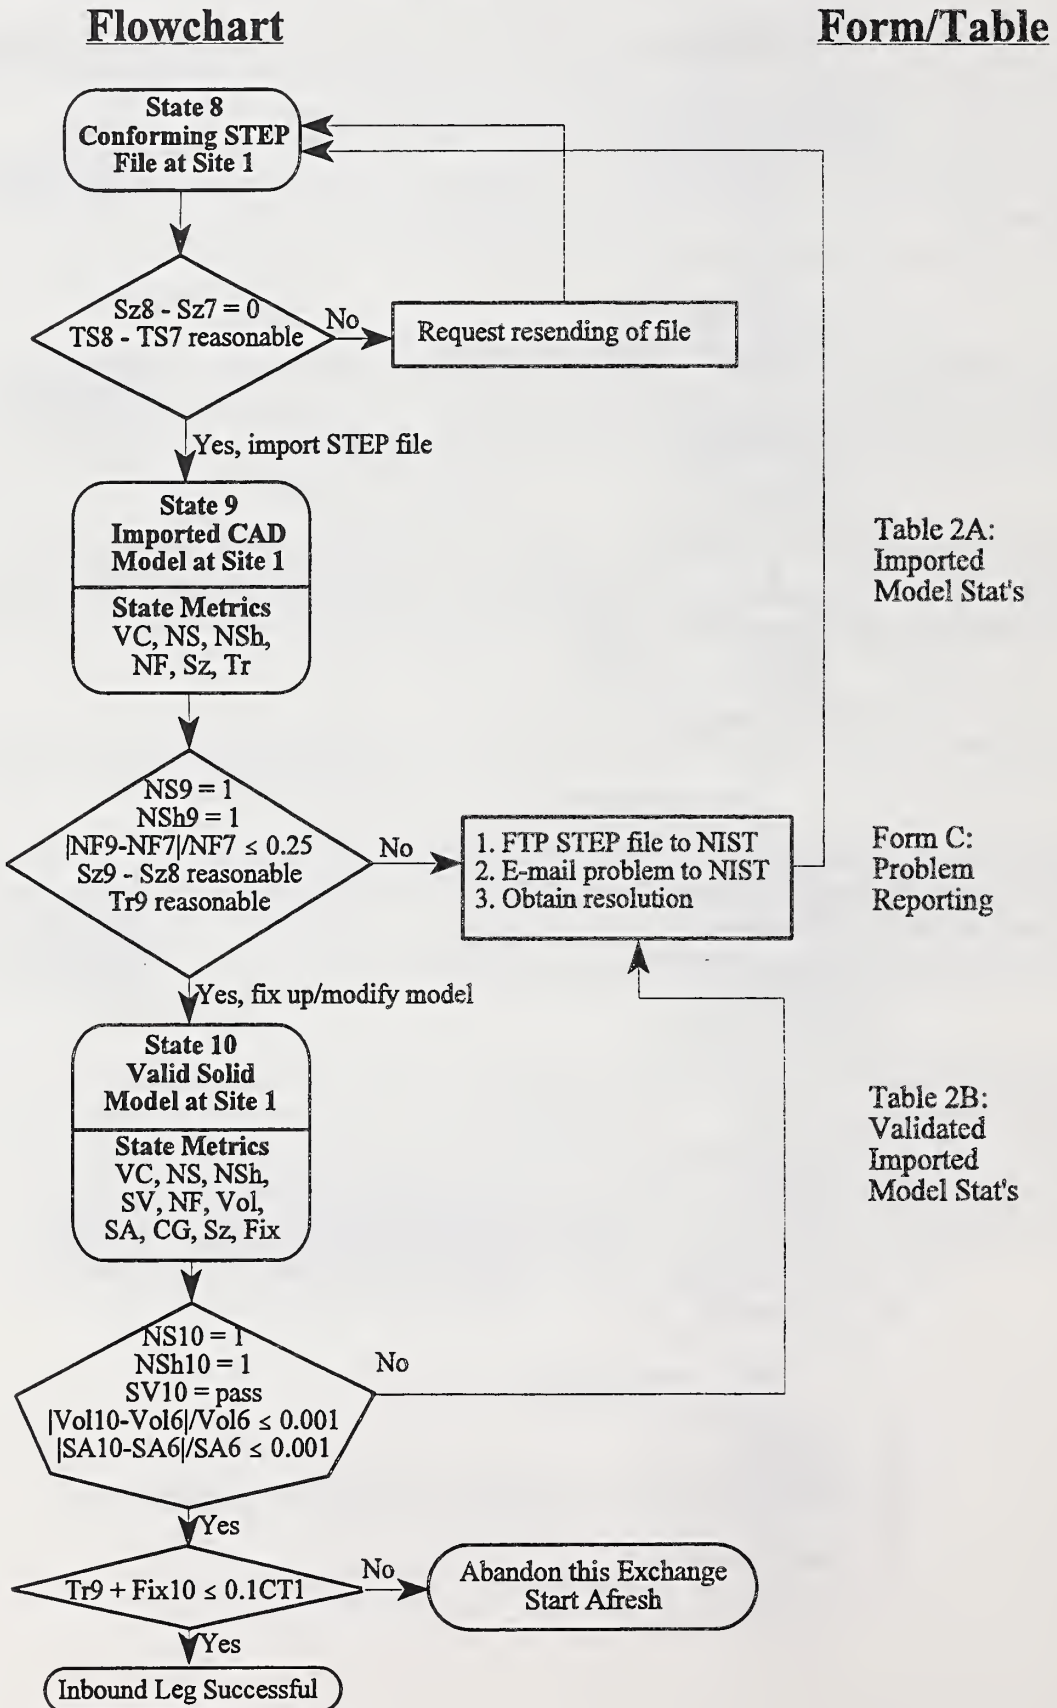 Flowchart
Form/Table
State 8
Conforming STEP
File at Site 1
Sz8 - Sz7 = 0
TS8 - TS7 reasonable
No
Request resending of file
Yes, import STEP file
State 9
Imported CAD
Model at Site 1
State Metrics
VC, NS, NSh,
NF, Sz, Tr
Table 2A:
Imported
Model Stat's
NS9 = 1
NSh9 = 1
|NF9-NF7|/NF7 ≤ 0.25
Sz9 - Sz8 reasonable
Tr9 reasonable
No
1. FTP STEP file to NIST
2. E-mail problem to NIST
3. Obtain resolution
Form C:
Problem
Reporting
Yes, fix up/modify model
State 10
Valid Solid
Model at Site 1
State Metrics
VC, NS, NSh,
SV, NF, Vol,
SA, CG, Sz, Fix
Table 2B:
Validated
Imported
Model Stat's
NS10 = 1
NSh10 = 1
SV10 = pass
|Vol10-Vol6|/Vol6 ≤ 0.001
|SA10-SA6|/SA6 ≤ 0.001
No
Yes
Tr9 + Fix10 ≤ 0.1CT1
No
Abandon this Exchange
Start Afresh
Yes
Inbound Leg Successful